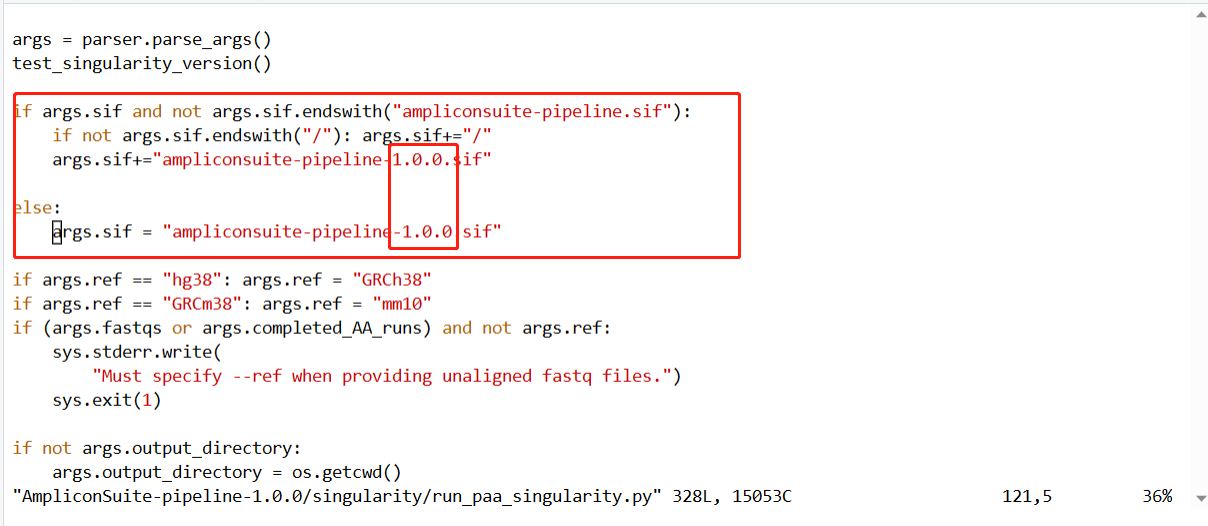 args = parser.parse_args()
test_singularity_version()
if args.sif and not args.sif.endswith("ampliconsuite-pipeline.sif"):
    if not args.sif.endswith("/"): args.sif+="/"
    args.sif+="ampliconsuite-pipeline-1.0.0.sif"
else:
    args.sif = "ampliconsuite-pipeline-1.0.0.sif"
if args.ref == "hg38": args.ref = "GRCh38"
if args.ref == "GRCm38": args.ref = "mm10"
if (args.fastqs or args.completed_AA_runs) and not args.ref:
    sys.stderr.write(
        "Must specify --ref when providing unaligned fastq files.")
    sys.exit(1)
if not args.output_directory:
    args.output_directory = os.getcwd()
"AmpliconSuite-pipeline-1.0.0/singularity/run_paa_singularity.py" 328L, 15053C 121,5 36%